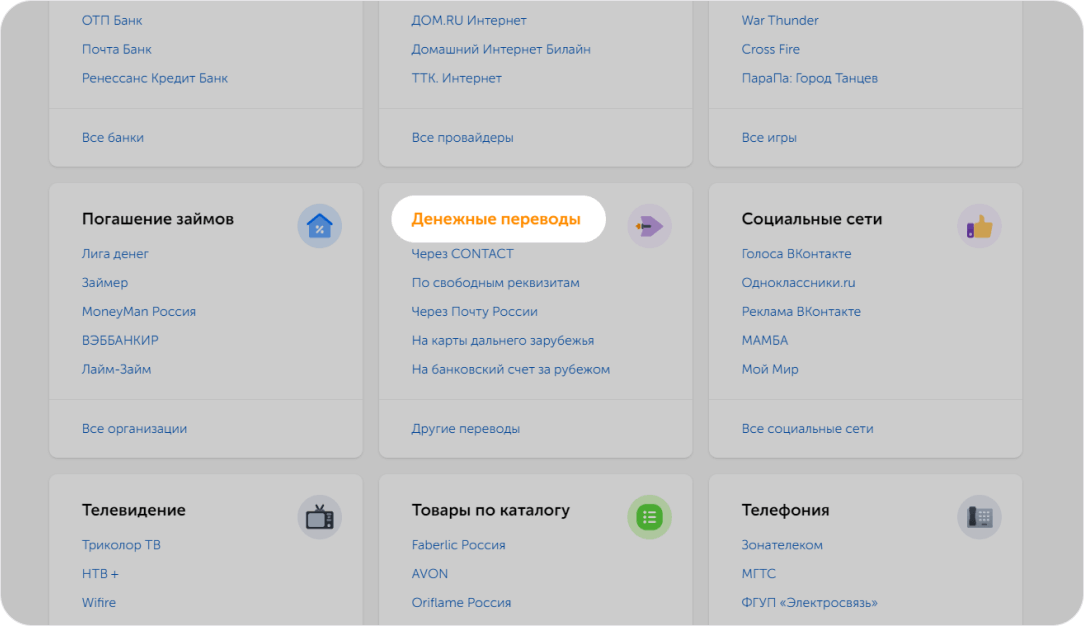 ОТП Банк
Почта Банк
Ренессанс Кредит Банк
Все банки
ДОМ.RU Интернет
Домашний Интернет Билайн
ТТК. Интернет
Все провайдеры
War Thunder
Cross Fire
ПараПа: Город Танцев
Все игры
Погашение займов
Лига денег
Займер
MoneyMan Россия
ВЭББАНКИР
Лайм-Займ
Все организации
Денежные переводы
Через CONTACT
По свободным реквизитам
Через Почту России
На карты дальнего зарубежья
На банковский счет за рубежом
Другие переводы
Социальные сети
Голоса ВКонтакте
Одноклассники.ru
Реклама ВКонтакте
МАМБА
Мой Мир
Все социальные сети
Телевидение
Триколор ТВ
НТВ +
Wifire
Товары по каталогу
Faberlic Россия
AVON
Oriflame Россия
Телефония
Зонателеком
МГТС
ФГУП «Электросвязь»